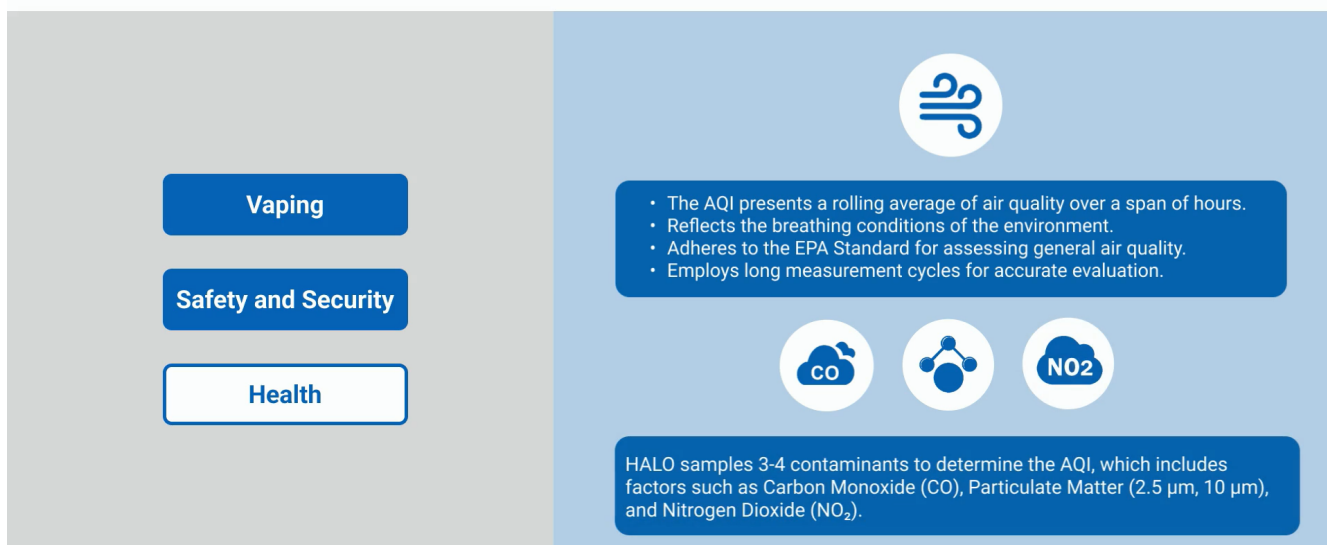 Vaping
Safety and Security
Health
• The AQI presents a rolling average of air quality over a span of hours.
• Reflects the breathing conditions of the environment.
• Adheres to the EPA Standard for assessing general air quality.
• Employs long measurement cycles for accurate evaluation.
CO
NO2
HALO samples 3-4 contaminants to determine the AQI, which includes
factors such as Carbon Monoxide (CO), Particulate Matter (2.5 µm, 10 µm),
and Nitrogen Dioxide (NO₂).